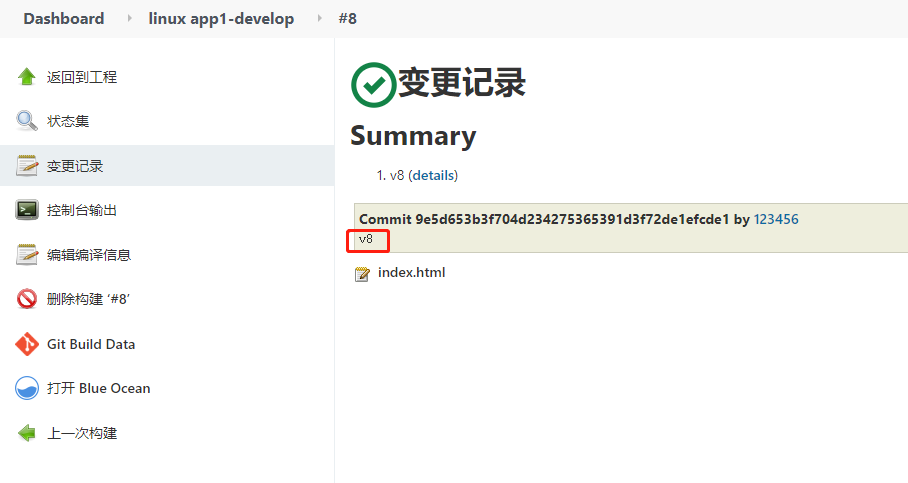 Dashboard linux app1-develop #8
返回到工程
状态集
变更记录
控制台输出
编辑编译信息
删除构建 ‘#8’
Git Build Data
打开 Blue Ocean
上一次构建
变更记录
Summary
1. v8 (details)
Commit 9e5d653b3f704d234275365391d3f72de1efcde1 by 123456
v8
index.html